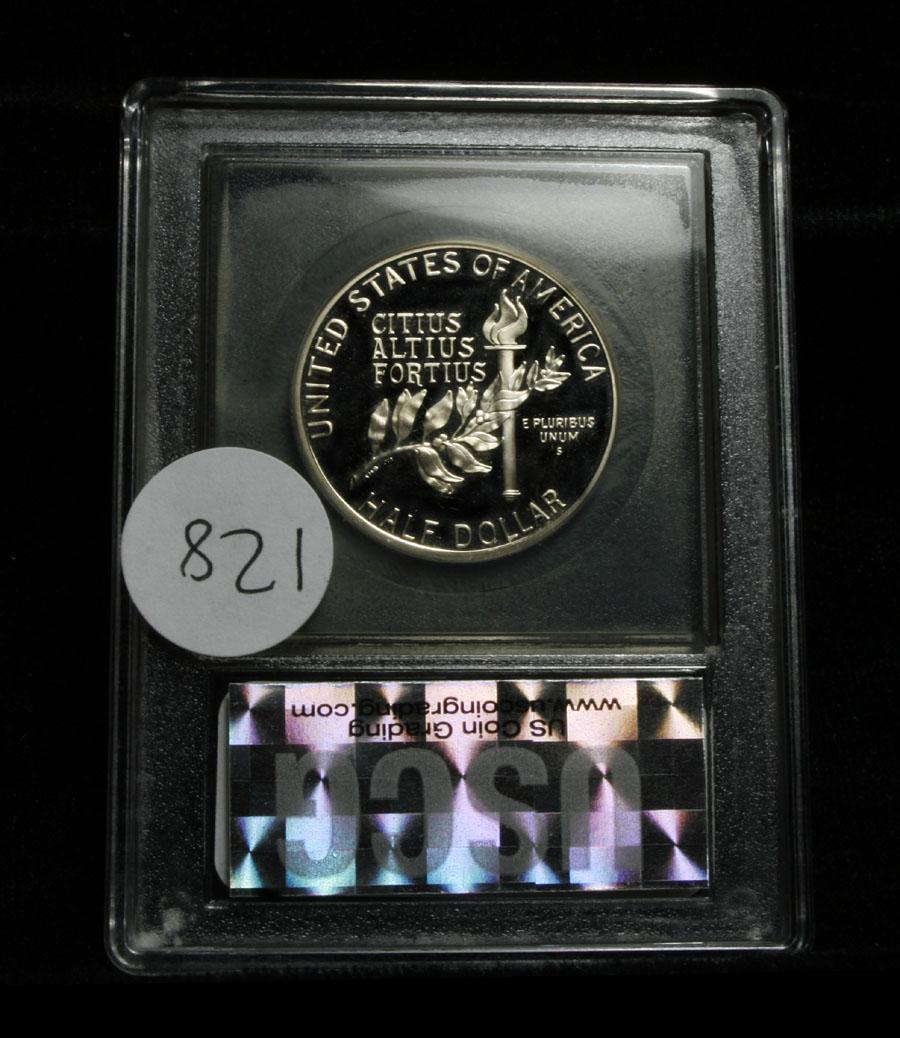 UNITED STATES OF AMERICA
CITIUS
ALTIUS
FORTIUS
E PLURIBUS
UNUM
S
HALF DOLLAR
821
USCG
US Coin Grading
www.uscoingrading.com